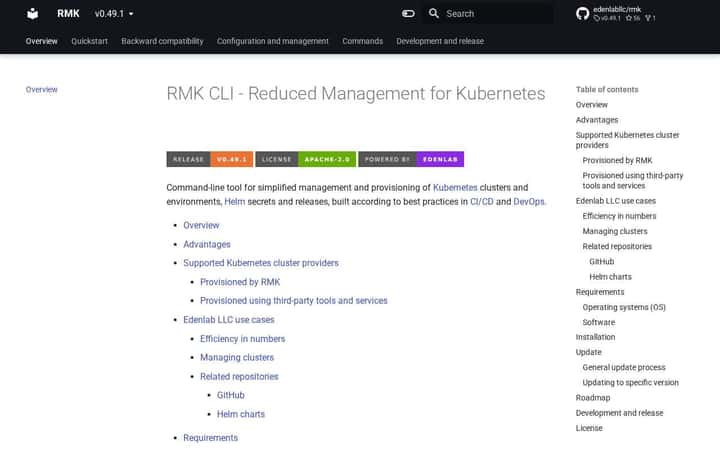 RMK
v0.49.1
Search
edenlabllc/rmk
v0.49.1 56 1
Overview Quickstart Backward compatibility Configuration and management Commands Development and release
Overview
RMK CLI - Reduced Management for Kubernetes
RELEASE V0.49.1 LICENSE APACHE-2.0 POWERED BY EDENLAB
Command-line tool for simplified management and provisioning of Kubernetes clusters and
environments, Helm secrets and releases, built according to best practices in CI/CD and DevOps.
Overview
Advantages
Supported Kubernetes cluster providers
Provisioned by RMK
Provisioned using third-party tools and services
Edenlab LLC use cases
Efficiency in numbers
Managing clusters
Related repositories
GitHub
Helm charts
Requirements
Table of contents
Overview
Advantages
Supported Kubernetes cluster
providers
Provisioned by RMK
Provisioned using third-party
tools and services
Edenlab LLC use cases
Efficiency in numbers
Managing clusters
Related repositories
GitHub
Helm charts
Requirements
Operating systems (OS)
Software
Installation
Update
General update process
Updating to specific version
Roadmap
Development and release
License